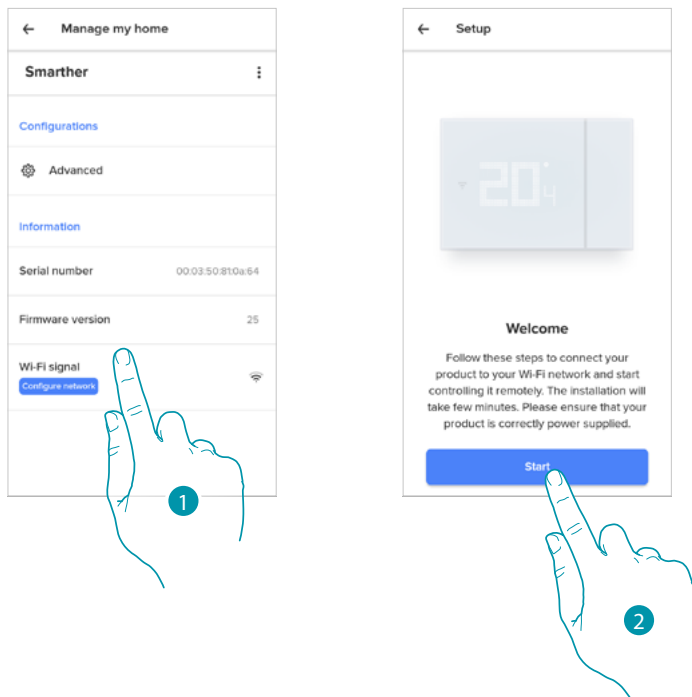 Manage my home
Smarther
Configurations
Advanced
Information
Serial number 00:03:50:81:0a:64
Firmware version 25
Wi-Fi signal
Configure network
1
Setup
20.4
Welcome
Follow these steps to connect your
product to your Wi-Fi network and start
controlling it remotely. The installation will
take few minutes. Please ensure that your
product is correctly power supplied.
Start
2